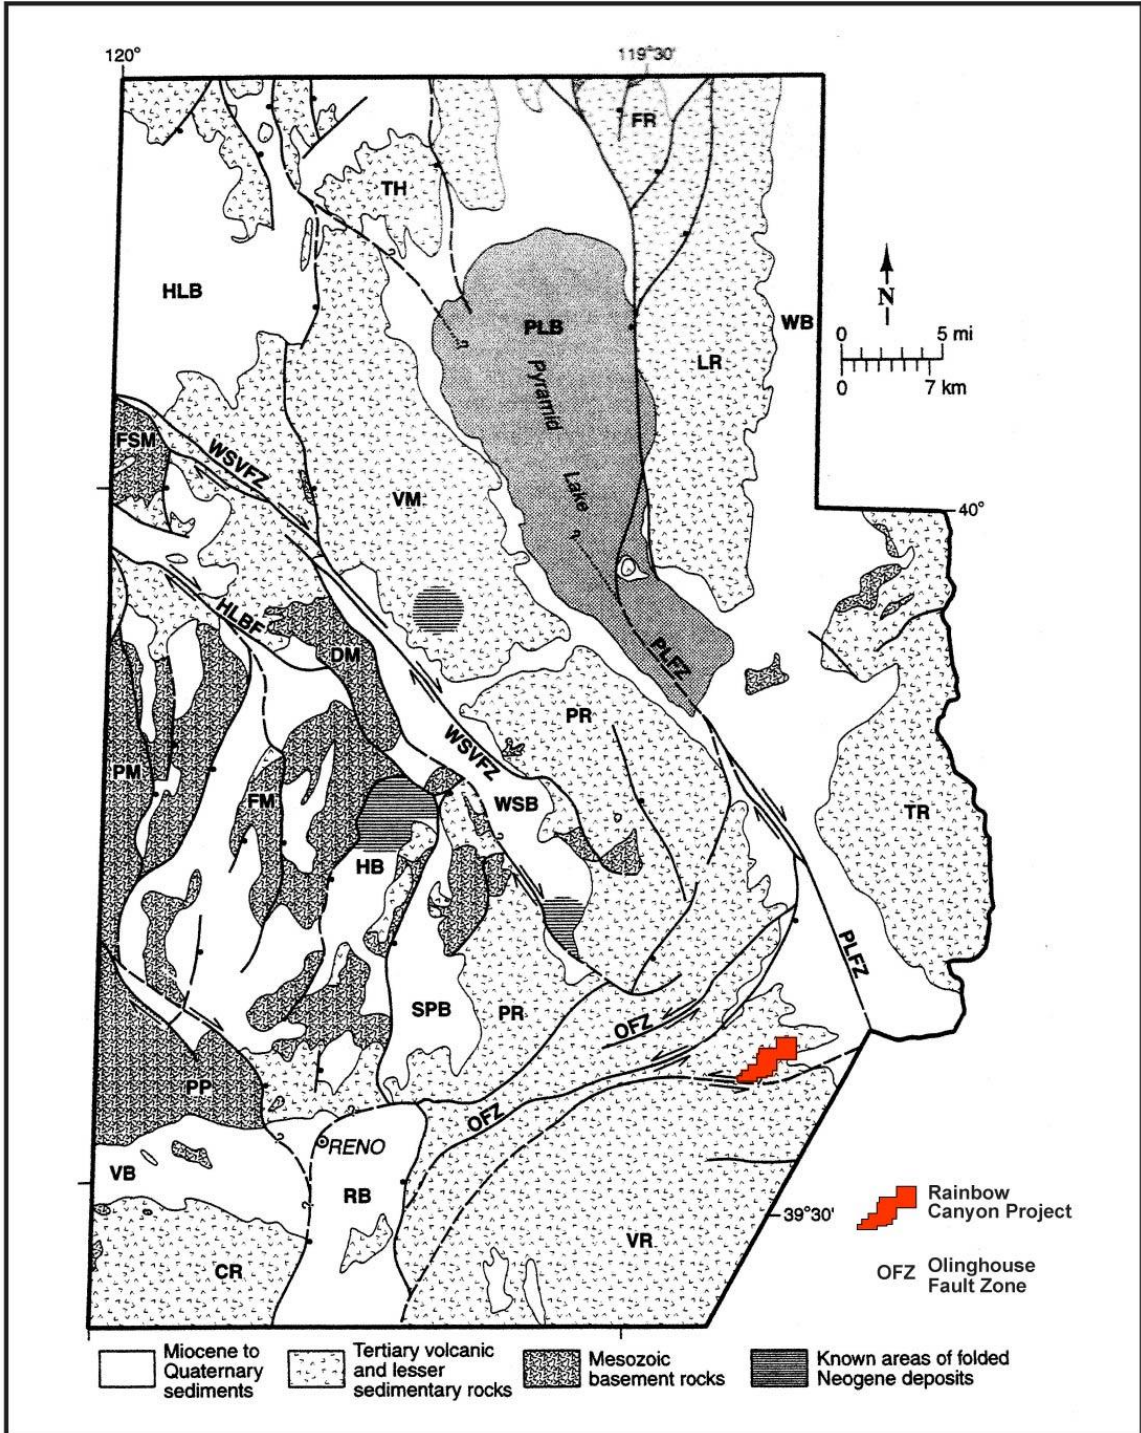 120°
119°30'
FR
TH
HLB
PLB
WB
N
0 5 mi
0 7 km
LR
Pyramid
Lake
FSM
WSVFZ
VM
40°
HLBF
DM
PLFZ
PR
WSVFZ
PM
FM
WSB
TR
HB
PLFZ
SPB
PR
OFZ
PP
OFZ
RENO
VB
RB
Rainbow
Canyon Project
39°30'
VR
CR
OFZ Olinghouse
Fault Zone
Miocene to
Quaternary
sediments
Tertiary volcanic
and lesser
sedimentary rocks
Mesozoic
basement rocks
Known areas of folded
Neogene deposits
?
?
?
?
?
?
?
?
?